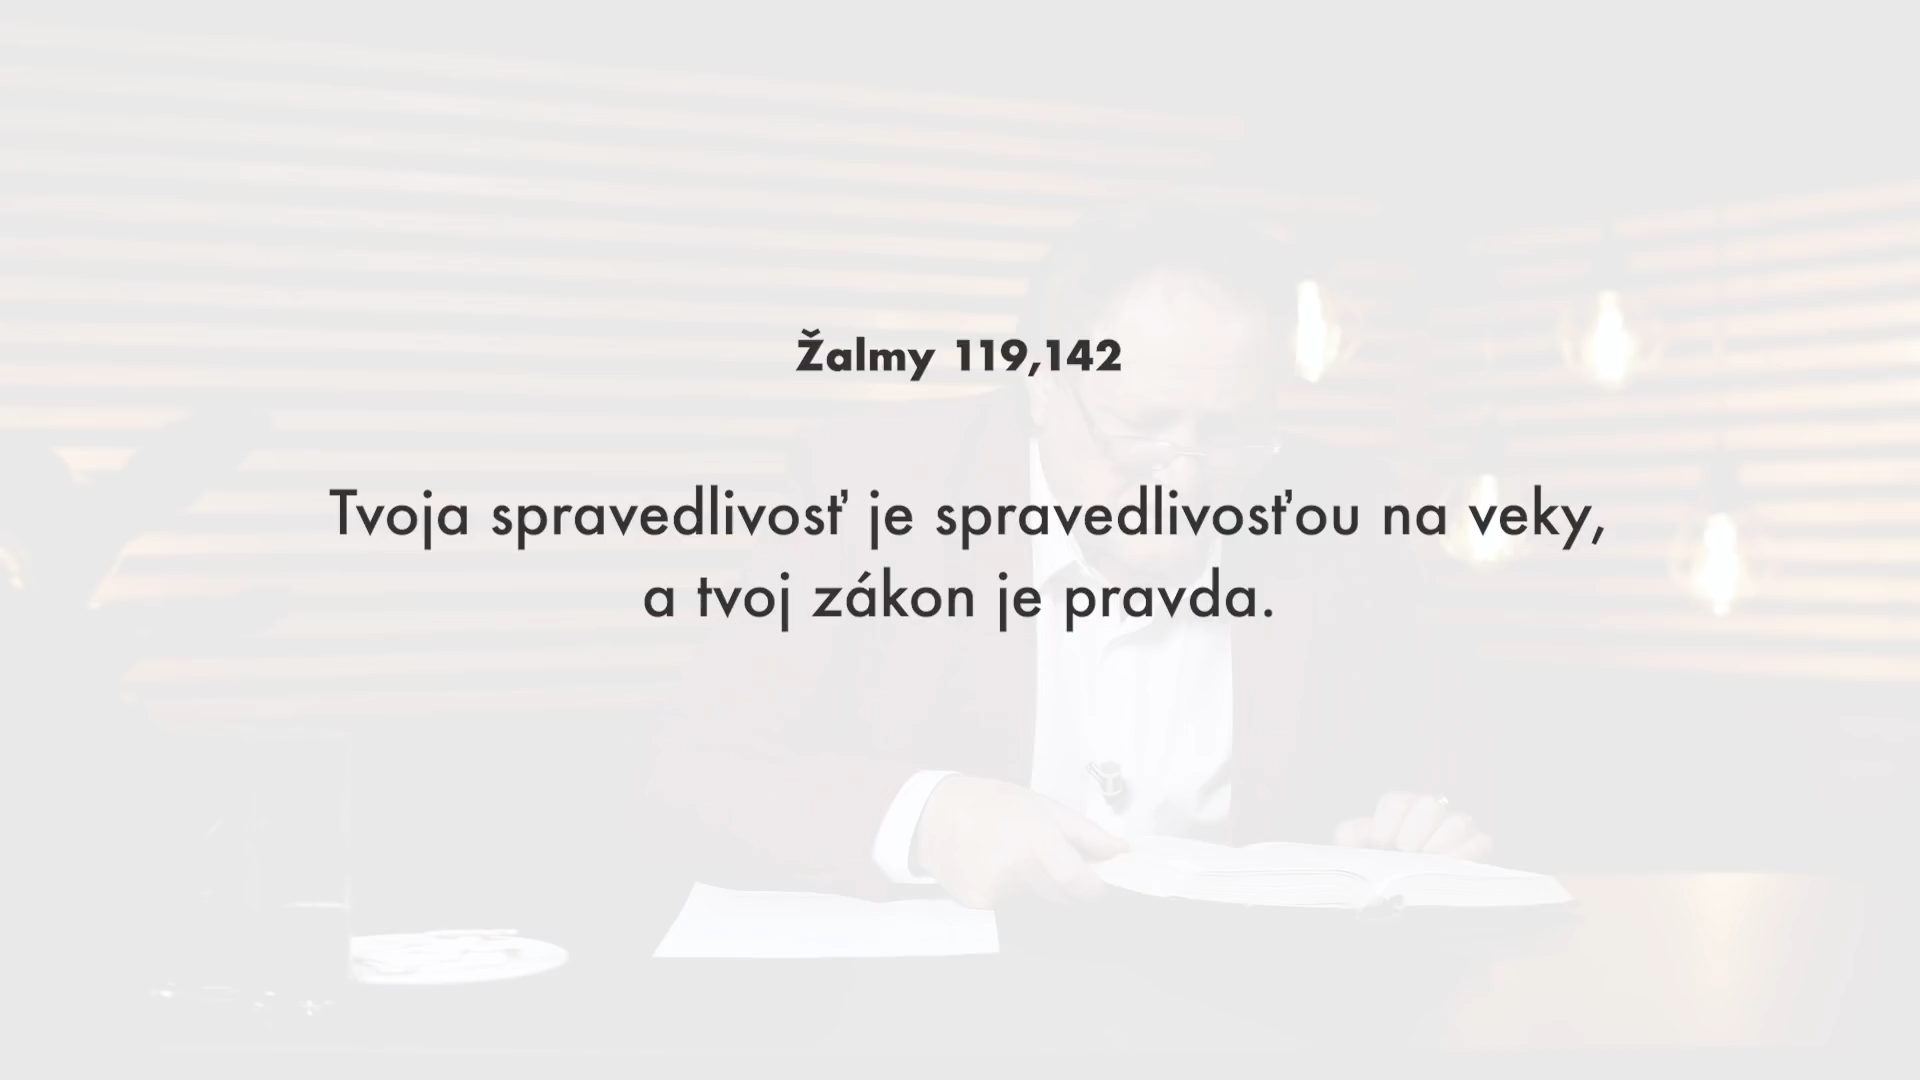 Žalmy 119,142
Tvoja spravedlivosť je spravedlivosťou na veky,
a tvoj zákon je pravda.